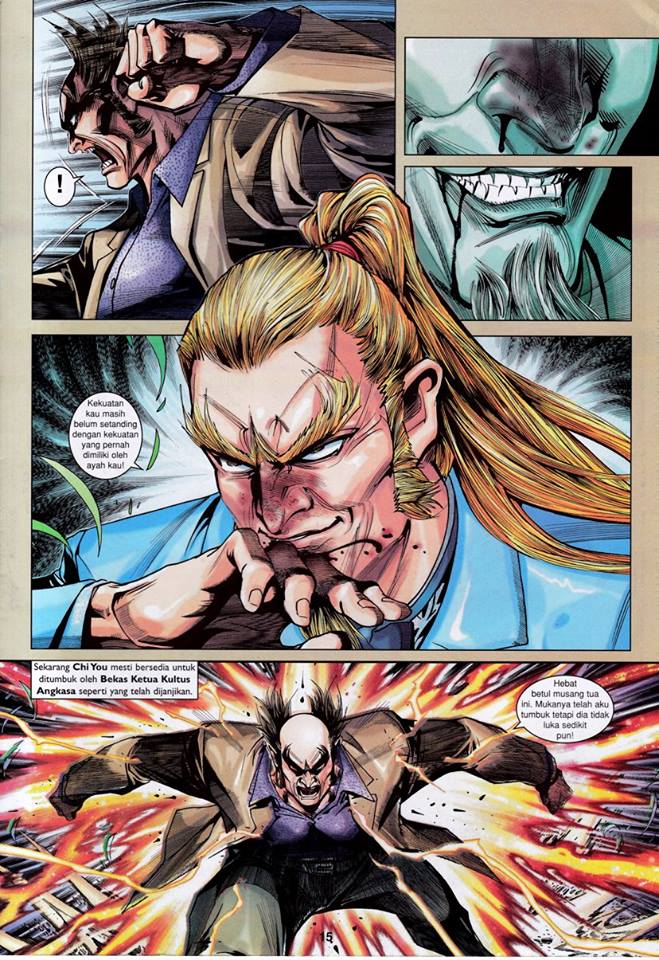 !
Kekuatan
kau masih
belum setanding
dengan kekuatan
yang pernah
dimiliki oleh
ayah kau!
Sekarang Chi You mesti bersedia untuk
ditumbuk oleh Bekas Ketua Kultus
Angkasa seperti yang telah dijanjikan.
Hebat
betul musang tua
ini. Mukanya telah aku
tumbuk tetapi dia tidak
luka sedikit
pun!
15